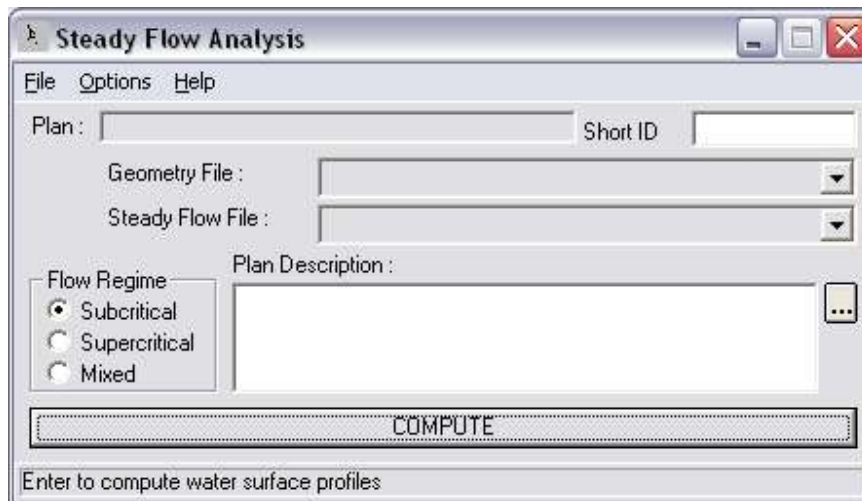 Steady Flow Analysis
File Options Help
Plan : Short ID
Geometry File :
Steady Flow File :
Plan Description :
Flow Regime
Subcritical
Supercritical
Mixed
...
COMPUTE
Enter to compute water surface profiles